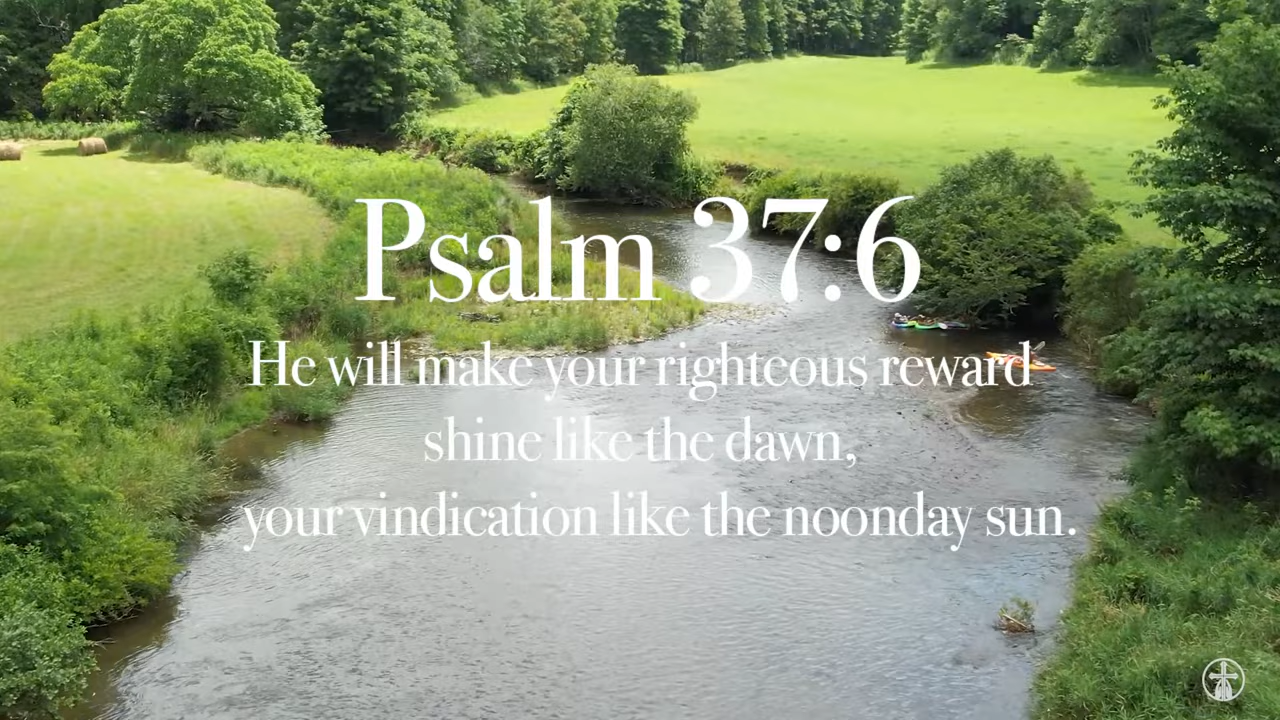 Psalm 37:6
He will make your righteous reward
shine like the dawn,
your vindication like the noonday sun.